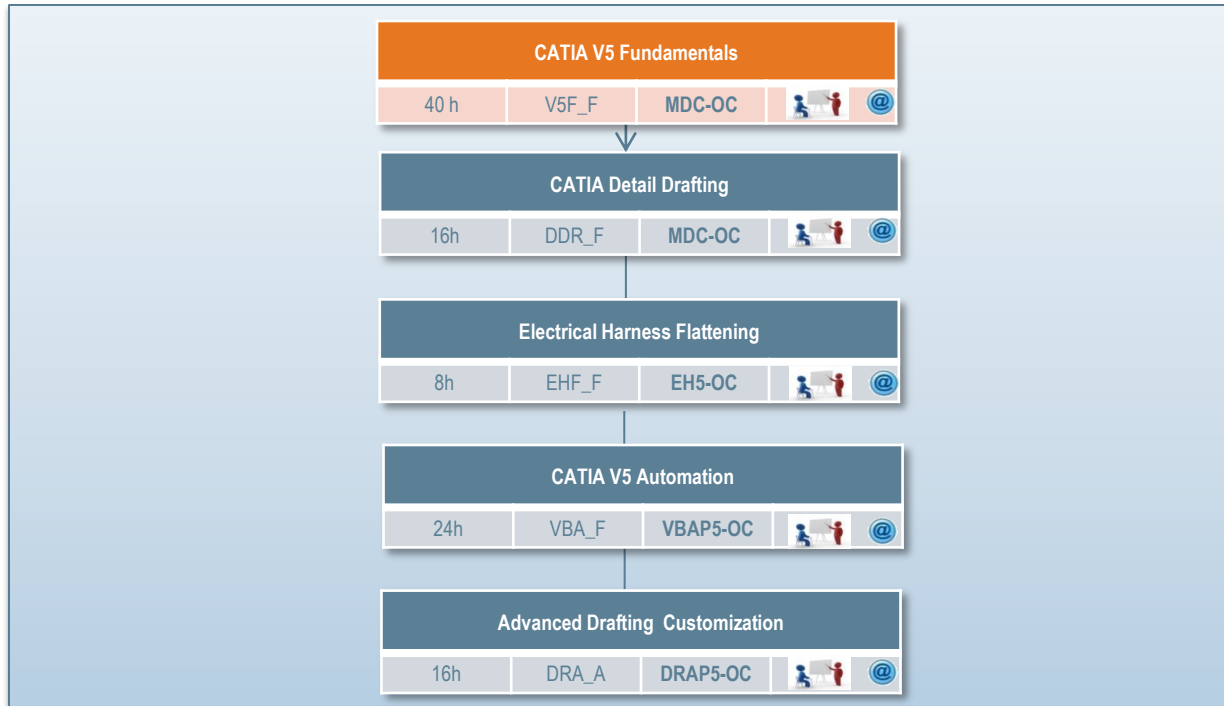 CATIA V5 Fundamentals
40 h V5F_F MDC-OC @
CATIA Detail Drafting
16h DDR_F MDC-OC @
Electrical Harness Flattening
8h EHF_F EH5-OC @
CATIA V5 Automation
24h VBA_F VBAP5-OC @
Advanced Drafting Customization
16h DRA_A DRAP5-OC @